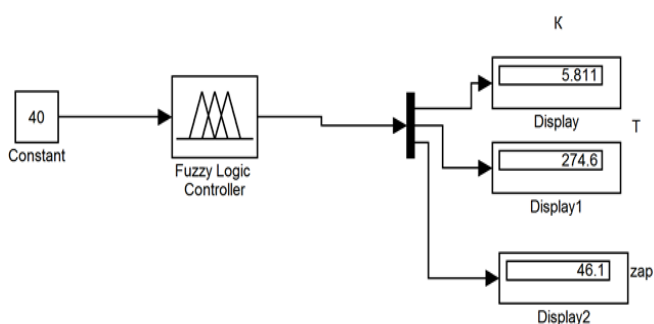 K
5.811
Display
T
40
Constant
Fuzzy Logic
Controller
274.6
Display1
46.1
zap
Display2